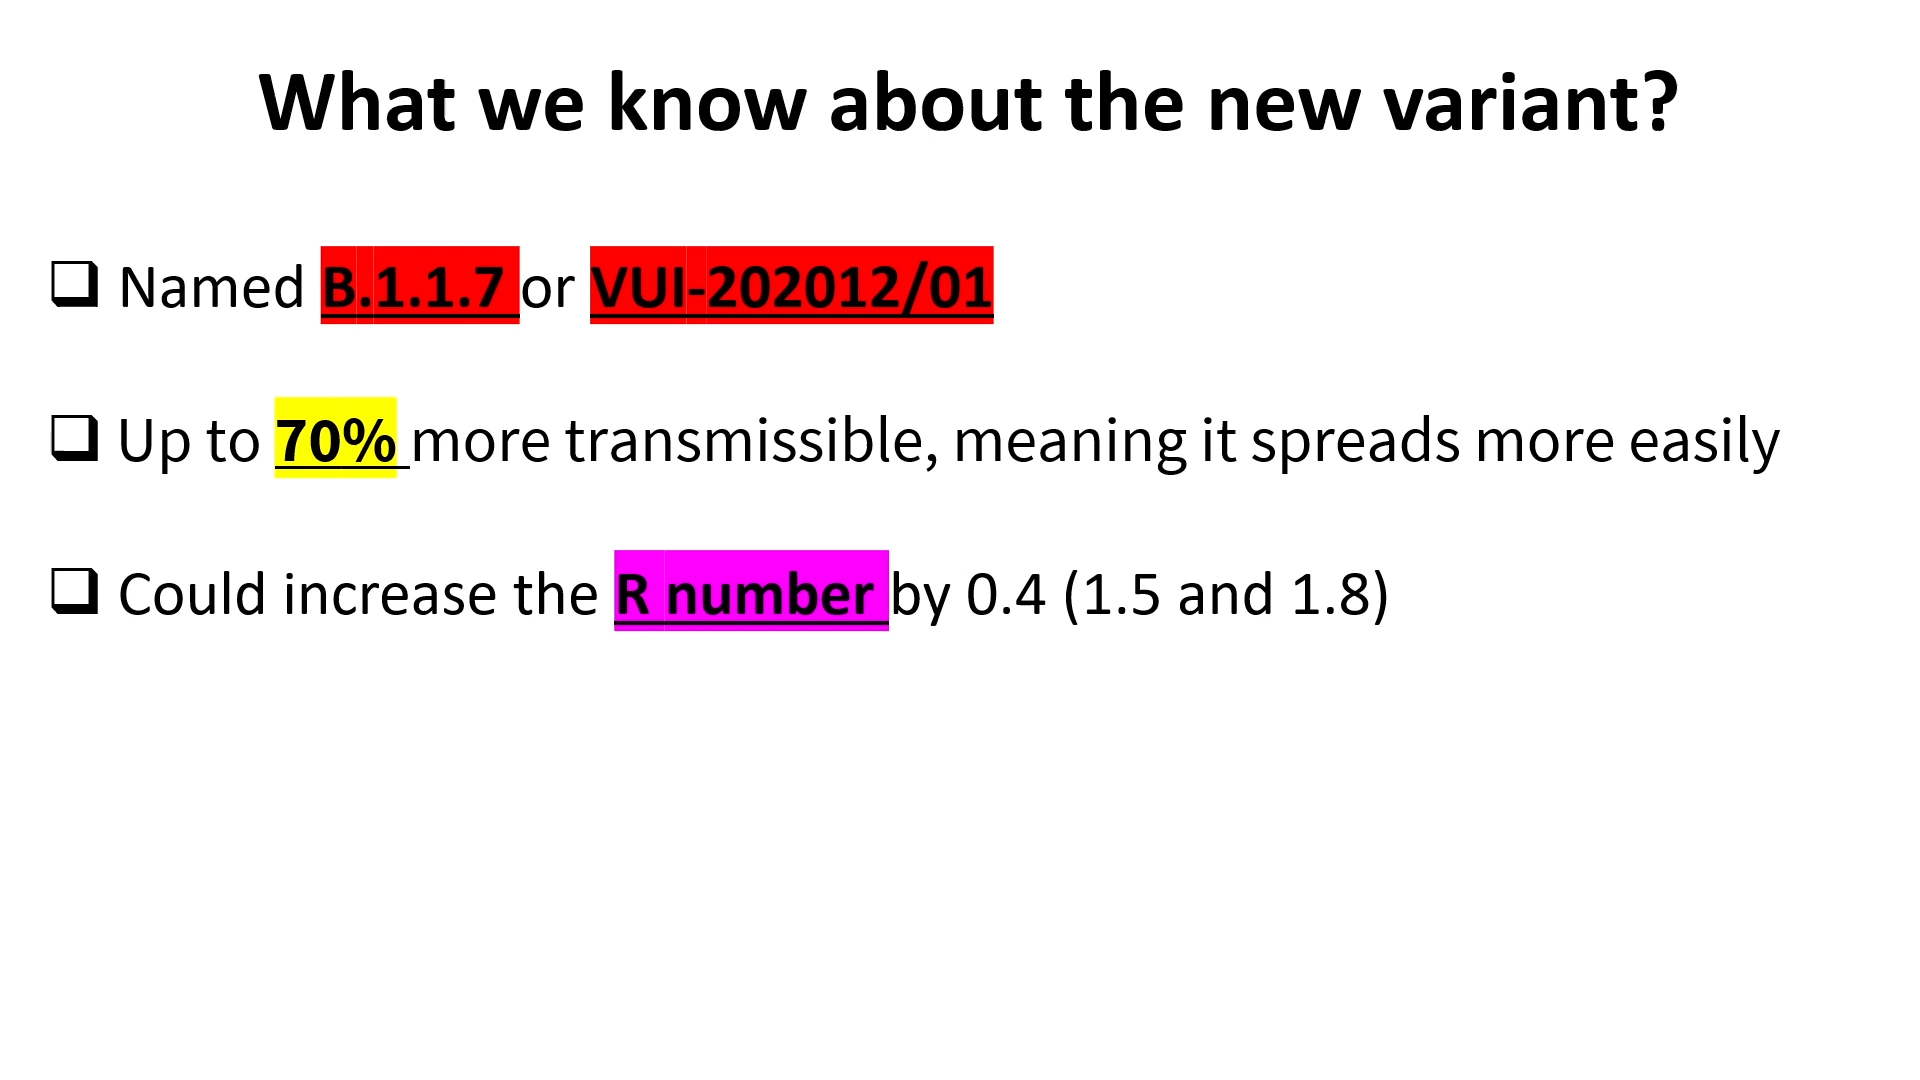 What we know about the new variant?
❑ Named B.1.1.7 or VUI-202012/01
❑ Up to 70% more transmissible, meaning it spreads more easily
❑ Could increase the R number by 0.4 (1.5 and 1.8)